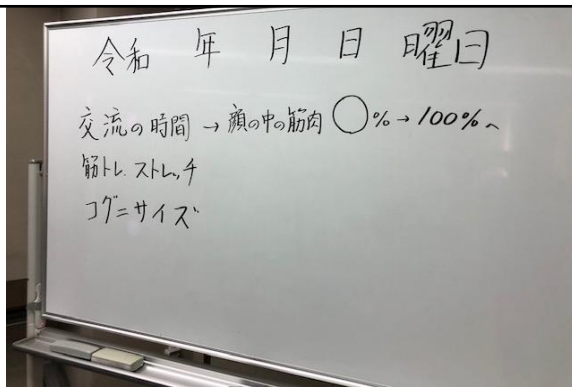 令和 年 月 日 曜日
交流の時間 → 顔の中の筋肉 ◯% → 100%へ
筋トレ.ストレッチ
コグニサイズ